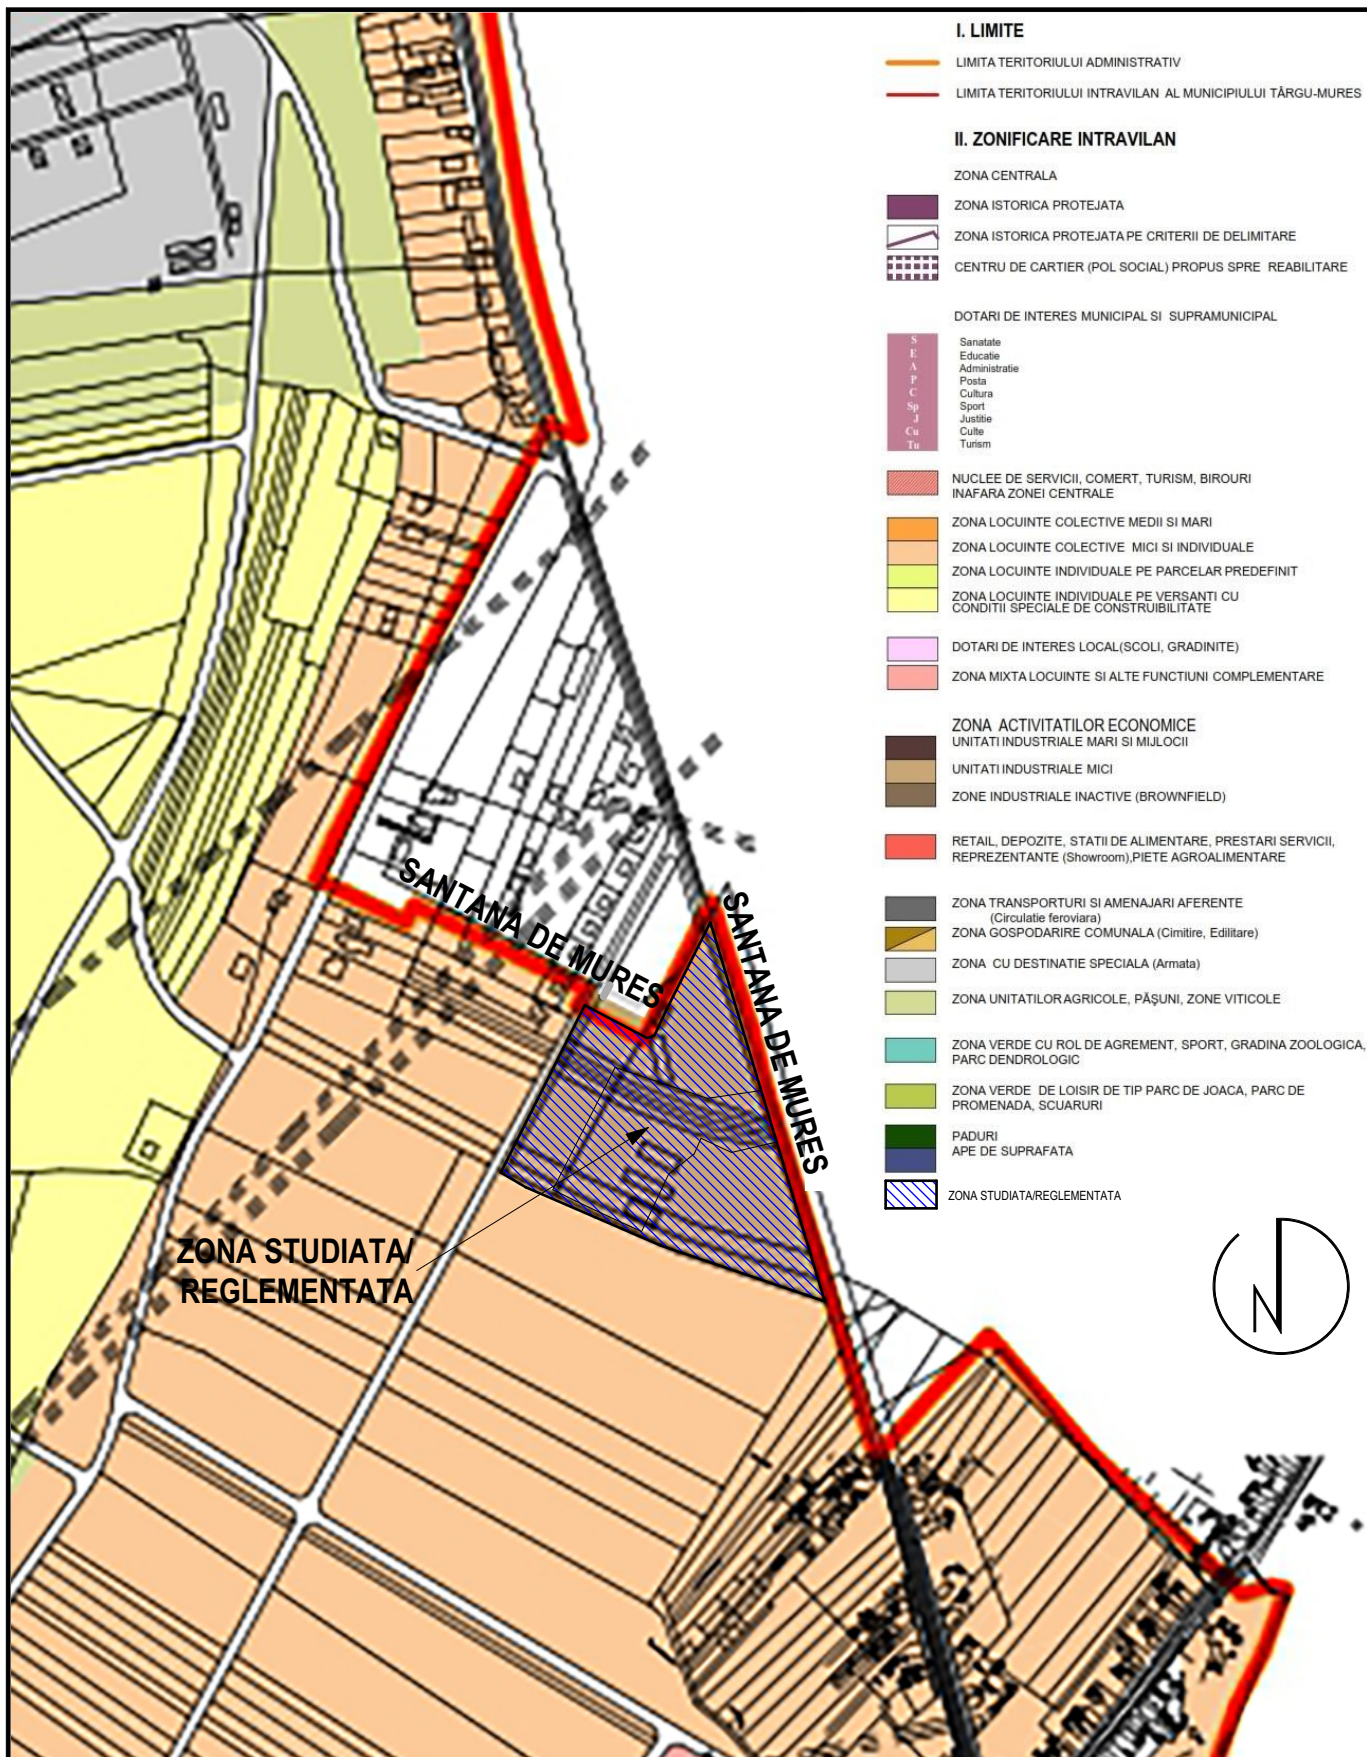 I. LIMITE
LIMITA TERITORIULUI ADMINISTRATIV
LIMITA TERITORIULUI INTRAVILAN AL MUNICIPIULUI TÂRGU-MURES
II. ZONIFICARE INTRAVILAN
ZONA CENTRALA
ZONA ISTORICA PROTEJATA
ZONA ISTORICA PROTEJATA PE CRITERII DE DELIMITARE
CENTRU DE CARTIER (POL SOCIAL) PROPUS SPRE REABILITARE
DOTARI DE INTERES MUNICIPAL SI SUPRAMUNICIPAL
S Sanatate
E Educatie
A Administratie
P Posta
C Cultura
Sp Sport
J Justitie
Cu Culte
Tu Turism
NUCLEE DE SERVICII, COMERT, TURISM, BIROURI
INAFARA ZONEI CENTRALE
ZONA LOCUINTE COLECTIVE MEDII SI MARI
ZONA LOCUINTE COLECTIVE MICI SI INDIVIDUALE
ZONA LOCUINTE INDIVIDUALE PE PARCELAR PREDEFINIT
ZONA LOCUINTE INDIVIDUALE PE VERSANTI CU
CONDITII SPECIALE DE CONSTRUIBILITATE
DOTARI DE INTERES LOCAL(SCOLI, GRADINITE)
ZONA MIXTA LOCUINTE SI ALTE FUNCTIUNI COMPLEMENTARE
ZONA ACTIVITATILOR ECONOMICE
UNITATI INDUSTRIALE MARI SI MIJLOCII
UNITATI INDUSTRIALE MICI
ZONE INDUSTRIALE INACTIVE (BROWNFIELD)
RETAIL, DEPOZITE, STATII DE ALIMENTARE, PRESTARI SERVICII,
REPREZENTANTE (Showroom),PIETE AGROALIMENTARE
ZONA TRANSPORTURI SI AMENAJARI AFERENTE
(Circulatie feroviara)
ZONA GOSPODARIRE COMUNALA (Cimitire, Edilitare)
ZONA CU DESTINATIE SPECIALA (Armata)
ZONA UNITATILOR AGRICOLE, PĂŞUNI, ZONE VITICOLE
ZONA VERDE CU ROL DE AGREMENT, SPORT, GRADINA ZOOLOGICA,
PARC DENDROLOGIC
ZONA VERDE DE LOISIR DE TIP PARC DE JOACA, PARC DE
PROMENADA, SCUARURI
PADURI
APE DE SUPRAFATA
ZONA STUDIATA/REGLEMENTATA
SANTANA DE MURES
SANTANA DE MURES
ZONA STUDIATA/
REGLEMENTATA
N